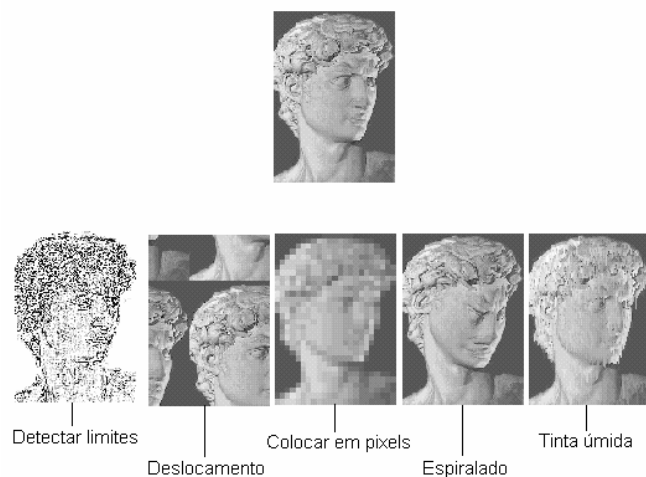 Detectar limites
Deslocamento
Colocar em pixels
Espiralado
Tinta úmida